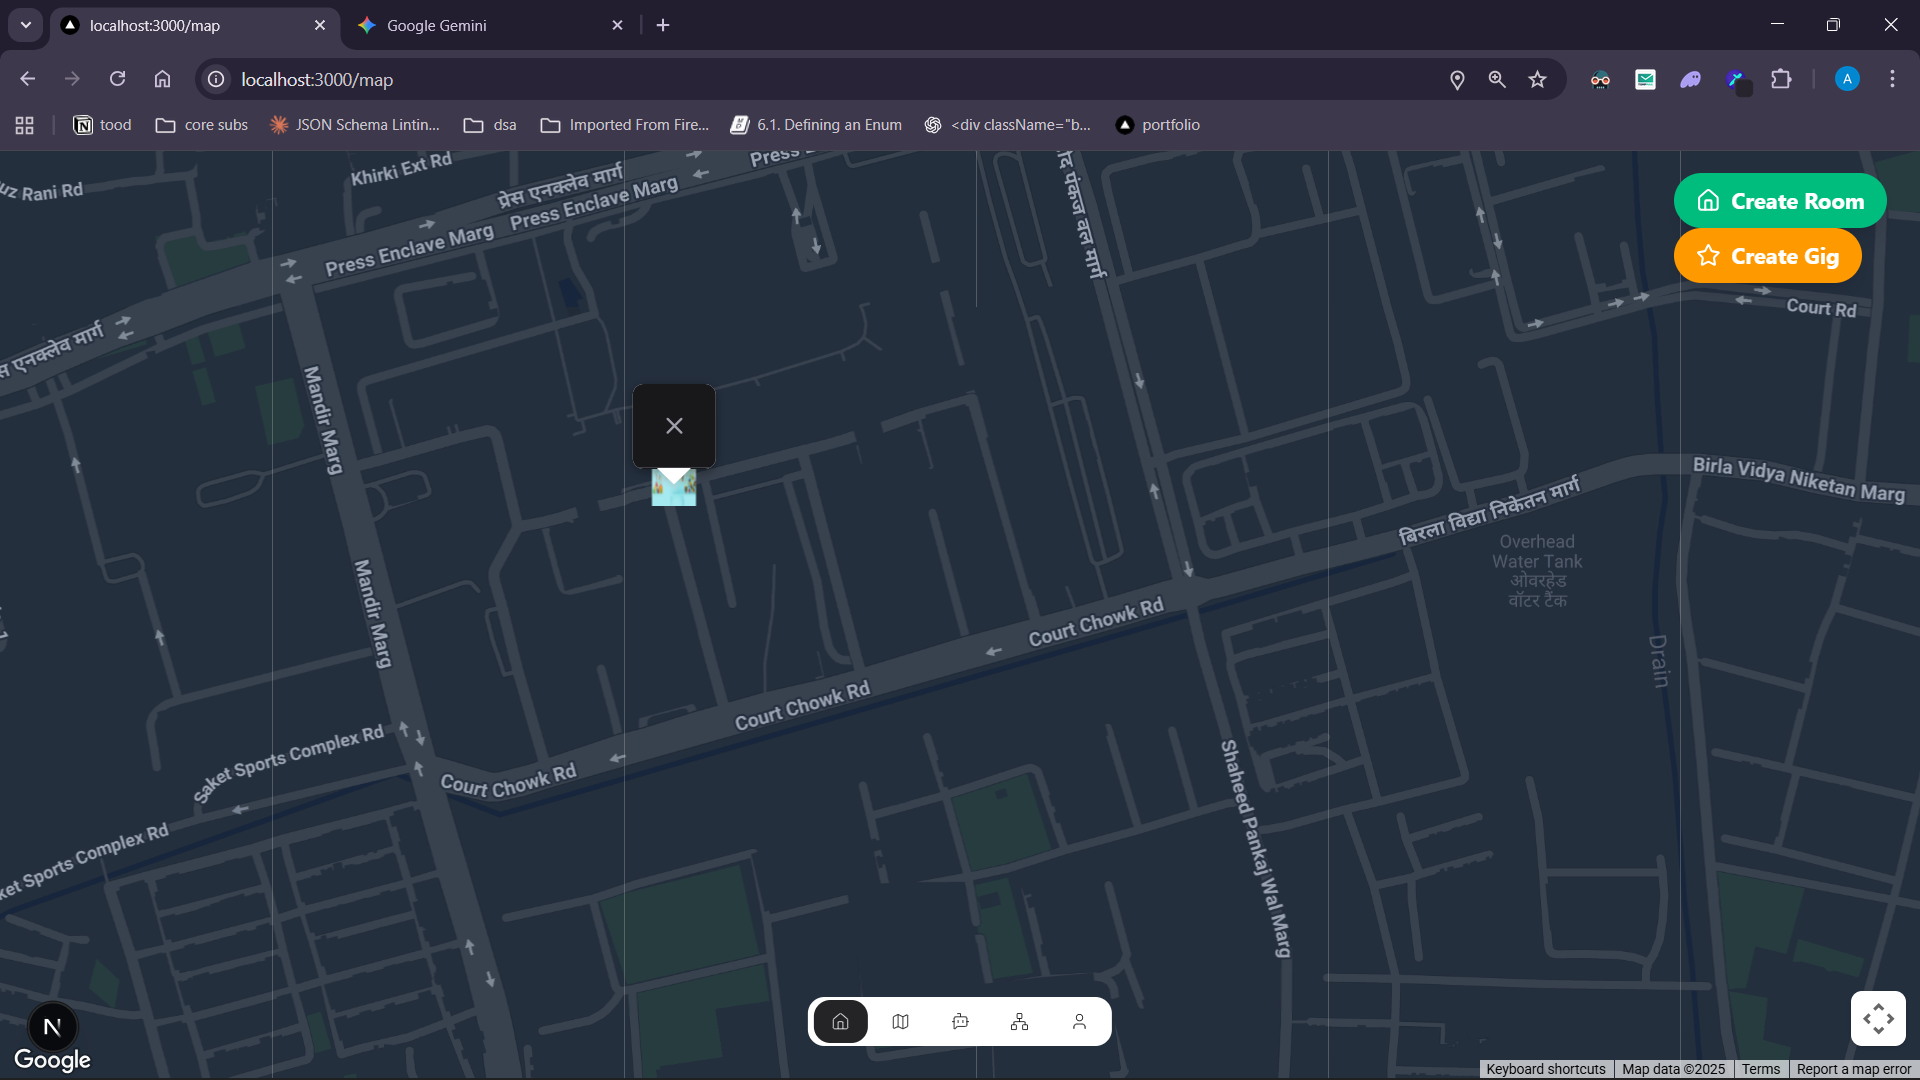 localhost:3000/map
Google Gemini
localhost:3000/map
tood
core subs
JSON Schema Lintin...
dsa
Imported From Fire...
6.1. Defining an Enum
<div className="b...
portfolio
A
Khirki Ext Rd
uz Rani Rd
प्रेस एनक्लेव मार्ग
Press Enclave Marg
Press Enclave Marg
Press
पंकज वल मार्ग
Create Room
Create Gig
Court Rd
एनक्लेव मार्ग
Mandir Marg
Birla Vidya Niketan Marg
बिरला विद्या निकेतन मार्ग
Overhead
Water Tank
ओवरहेड
वॉटर टैंक
Mandir Marg
Court Chowk Rd
Drain
Court Chowk Rd
Saket Sports Complex Rd
Court Chowk Rd
Shaheed Pankaj Wal Marg
ket Sports Complex Rd
N
Google
Keyboard shortcuts
Map data ©2025
Terms
Report a map error